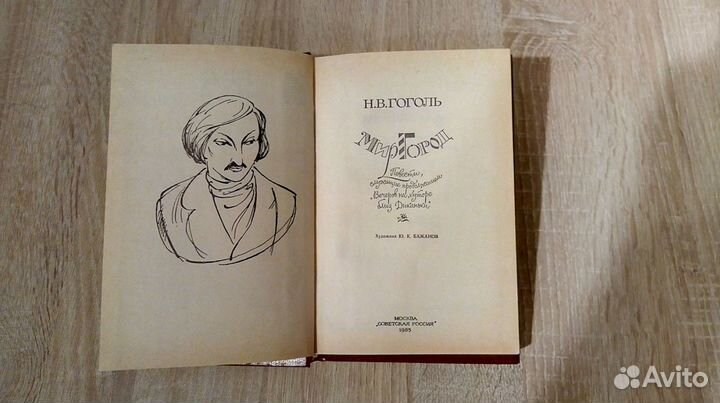 Н.В.ГОГОЛЬ
МИРГОРОД
Повести,
служащие продолжением
„Вечеров на хуторе
близ Диканьки“
Художник Ю. К. БАЖАНОВ
МОСКВА
„СОВЕТСКАЯ РОССИЯ“
1985
Avito